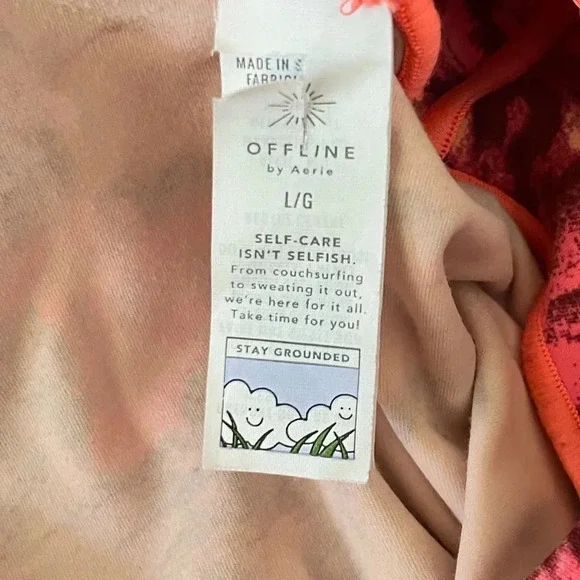 MADE IN S
FABRIC
OFFLINE
by Aerie
L/G
SELF-CARE
ISN'T SELFISH.
From couchsurfing
to sweating it out,
we're here for it all.
Take time for you!
STAY GROUNDED